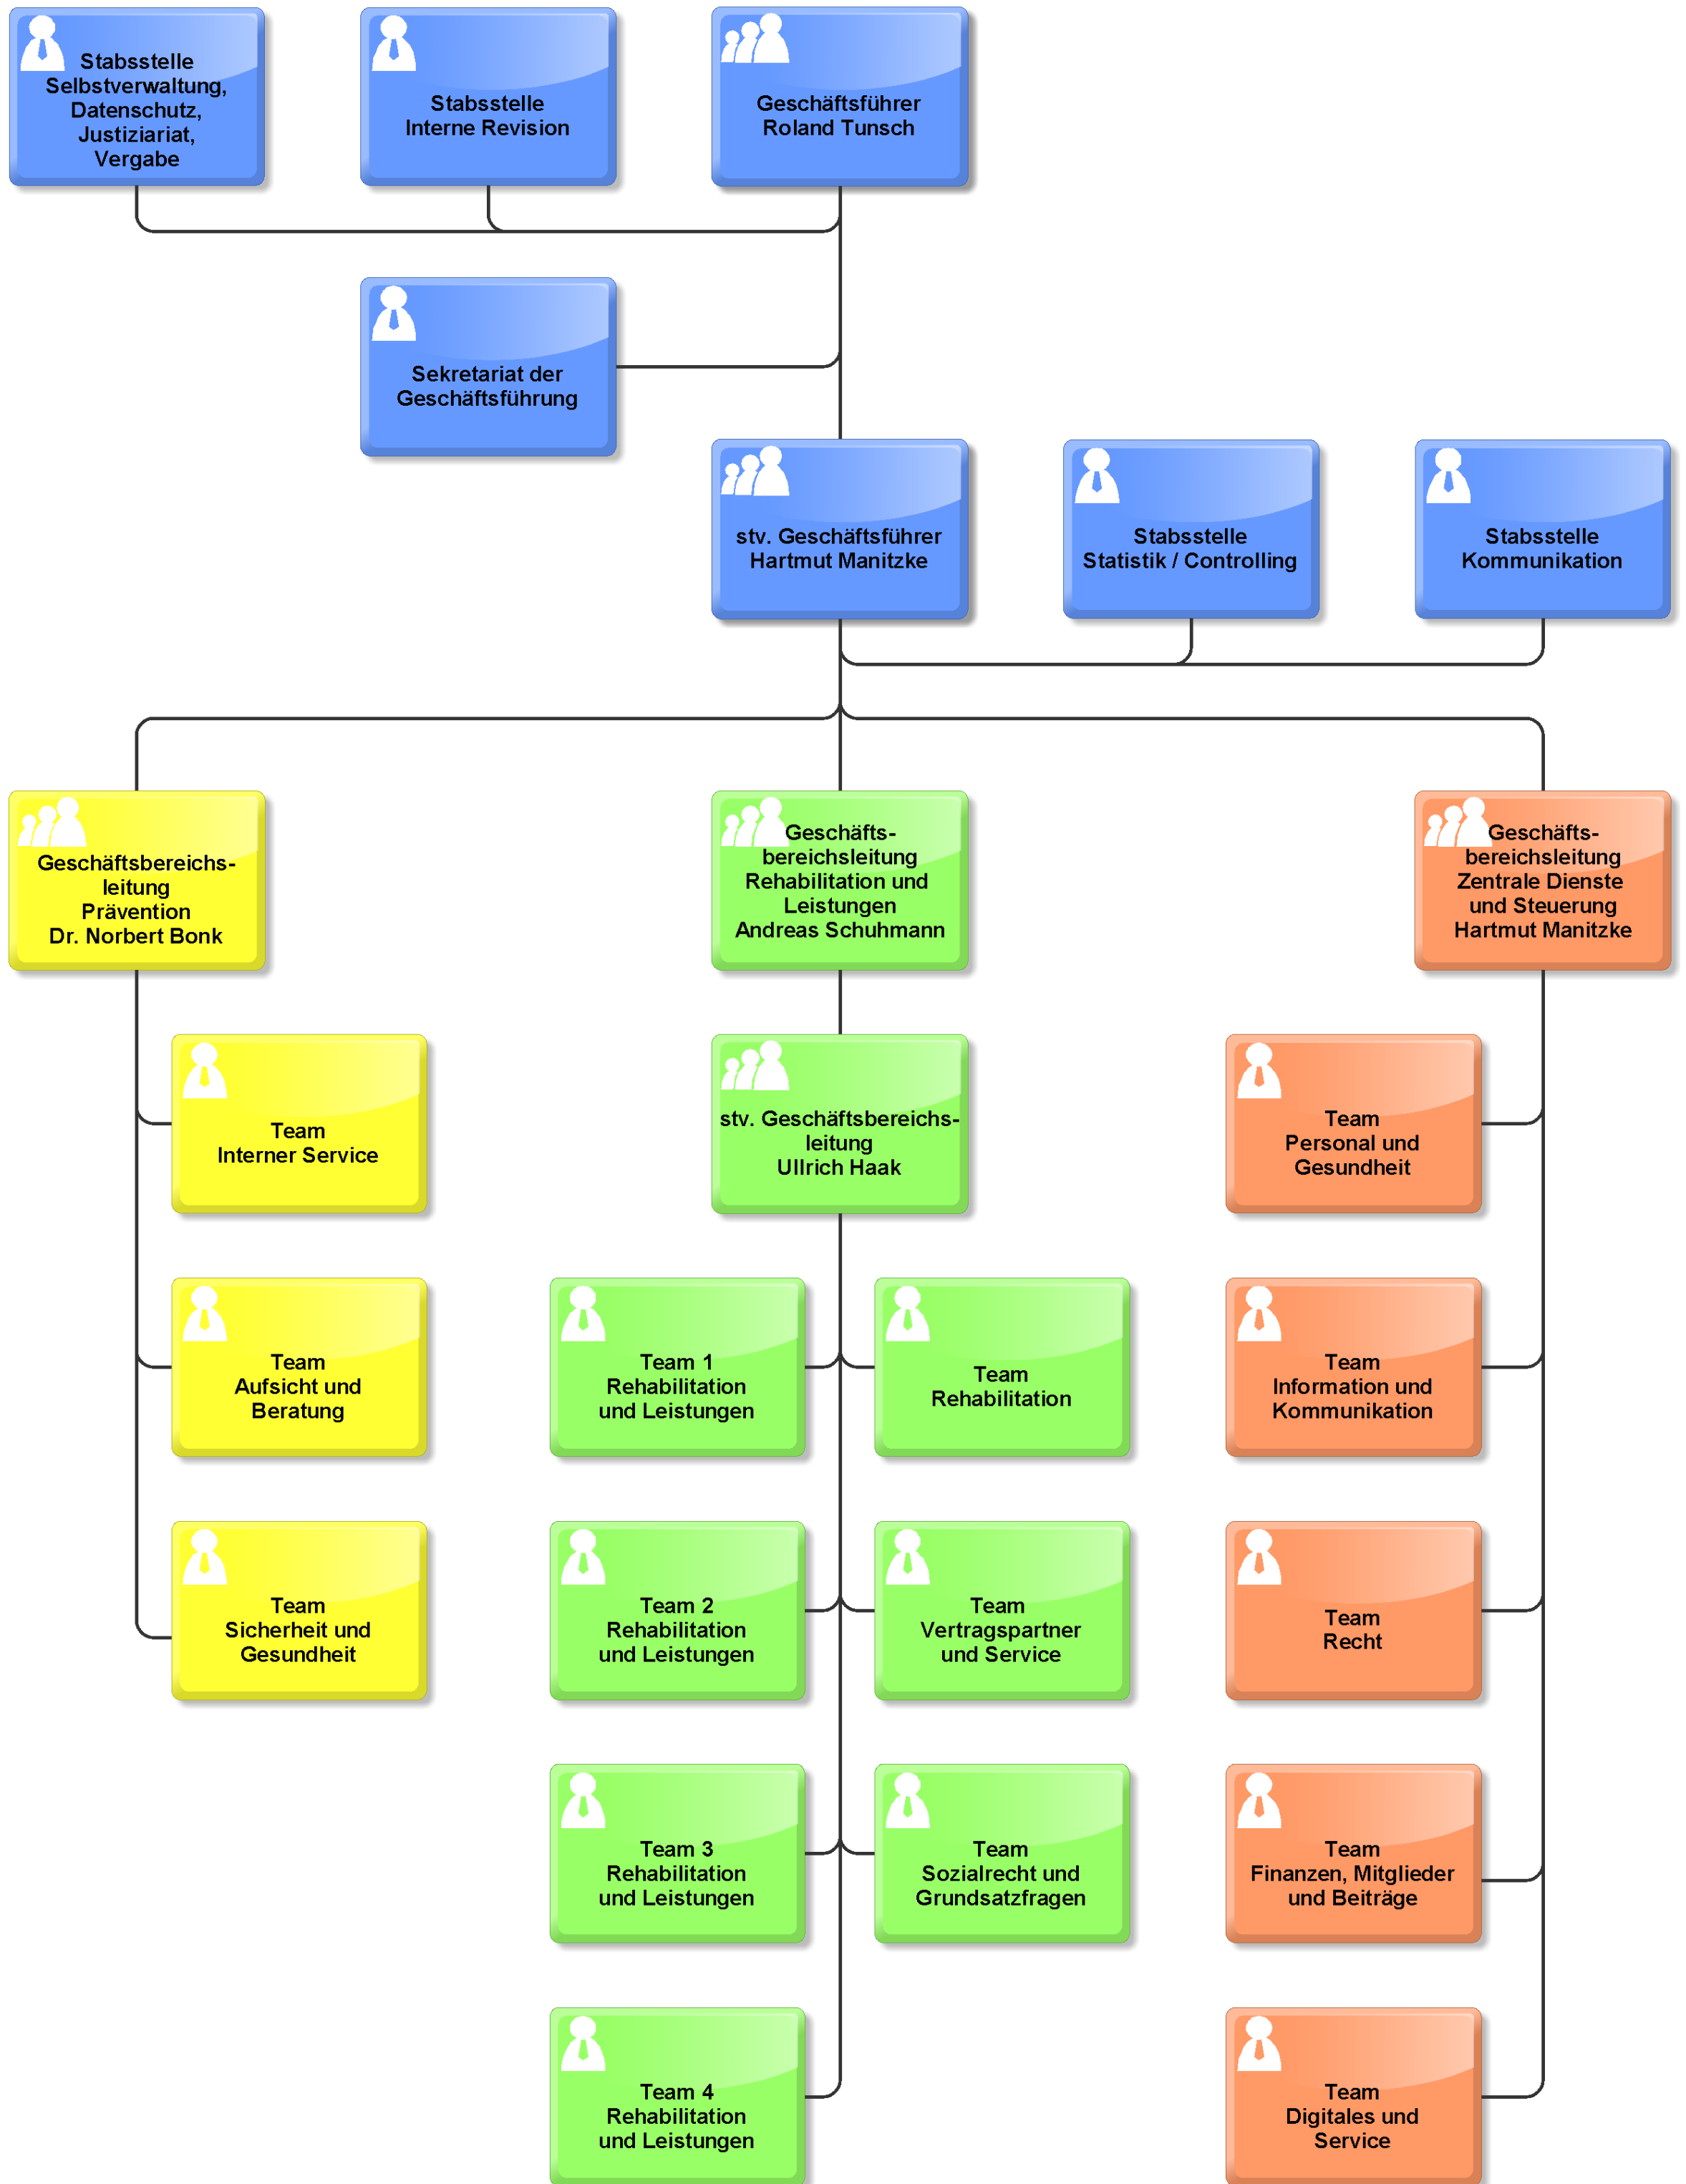 Stabsstelle
Selbstverwaltung,
Datenschutz,
Justiziariat,
Vergabe
Stabsstelle
Interne Revision
Geschäftsführer
Roland Tunsch
Sekretariat der
Geschäftsführung
stv. Geschäftsführer
Hartmut Manitzke
Stabsstelle
Statistik / Controlling
Stabsstelle
Kommunikation
Geschäftsbereichs-
leitung
Prävention
Dr. Norbert Bonk
Geschäfts-
bereichsleitung
Rehabilitation und
Leistungen
Andreas Schuhmann
Geschäfts-
bereichsleitung
Zentrale Dienste
und Steuerung
Hartmut Manitzke
Team
Interner Service
stv. Geschäftsbereichs-
leitung
Ullrich Haak
Team
Personal und
Gesundheit
Team
Aufsicht und
Beratung
Team 1
Rehabilitation
und Leistungen
Team
Rehabilitation
Team
Information und
Kommunikation
Team
Sicherheit und
Gesundheit
Team 2
Rehabilitation
und Leistungen
Team
Vertragspartner
und Service
Team
Recht
Team 3
Rehabilitation
und Leistungen
Team
Sozialrecht und
Grundsatzfragen
Team
Finanzen, Mitglieder
und Beiträge
Team 4
Rehabilitation
und Leistungen
Team
Digitales und
Service